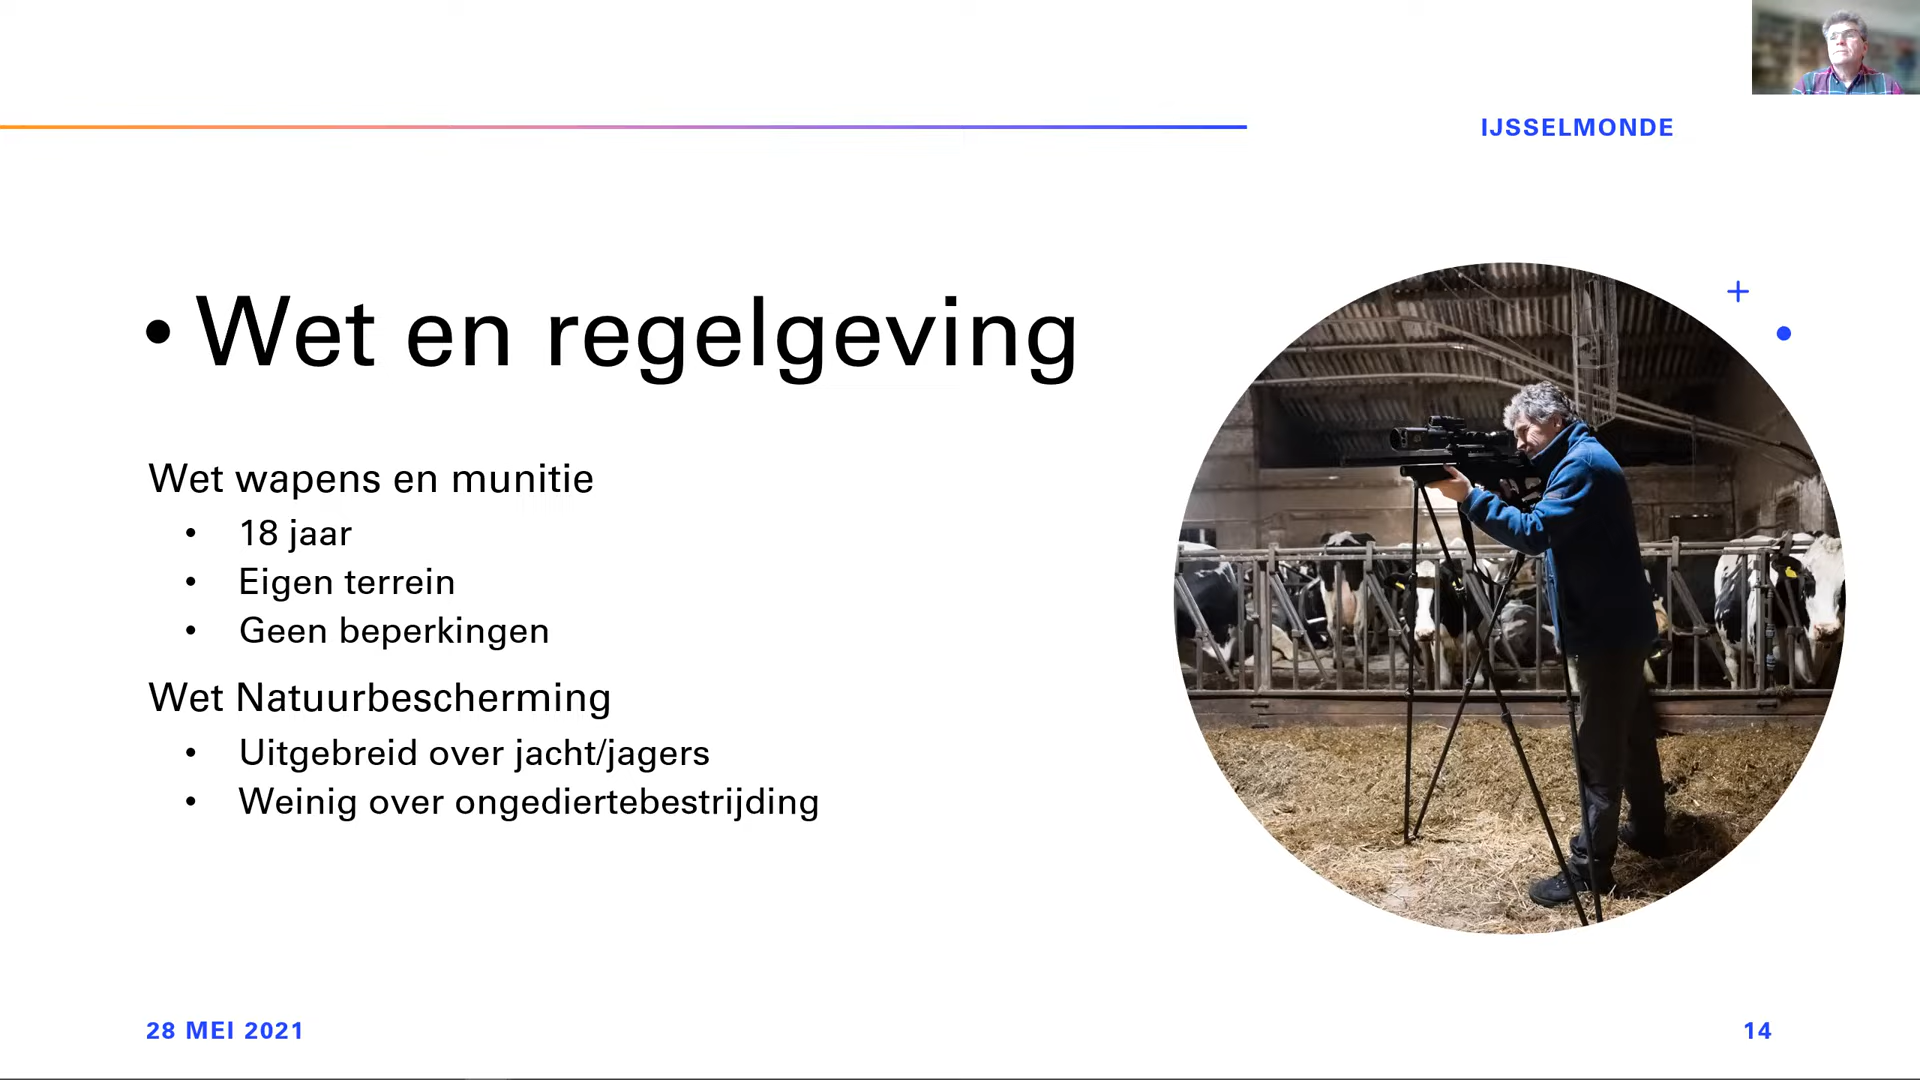 IJSSELMONDE
• Wet en regelgeving
Wet wapens en munitie
• 18 jaar
• Eigen terrein
• Geen beperkingen
Wet Natuurbescherming
• Uitgebreid over jacht/jagers
• Weinig over ongediertebestrijding
28 MEI 2021
14